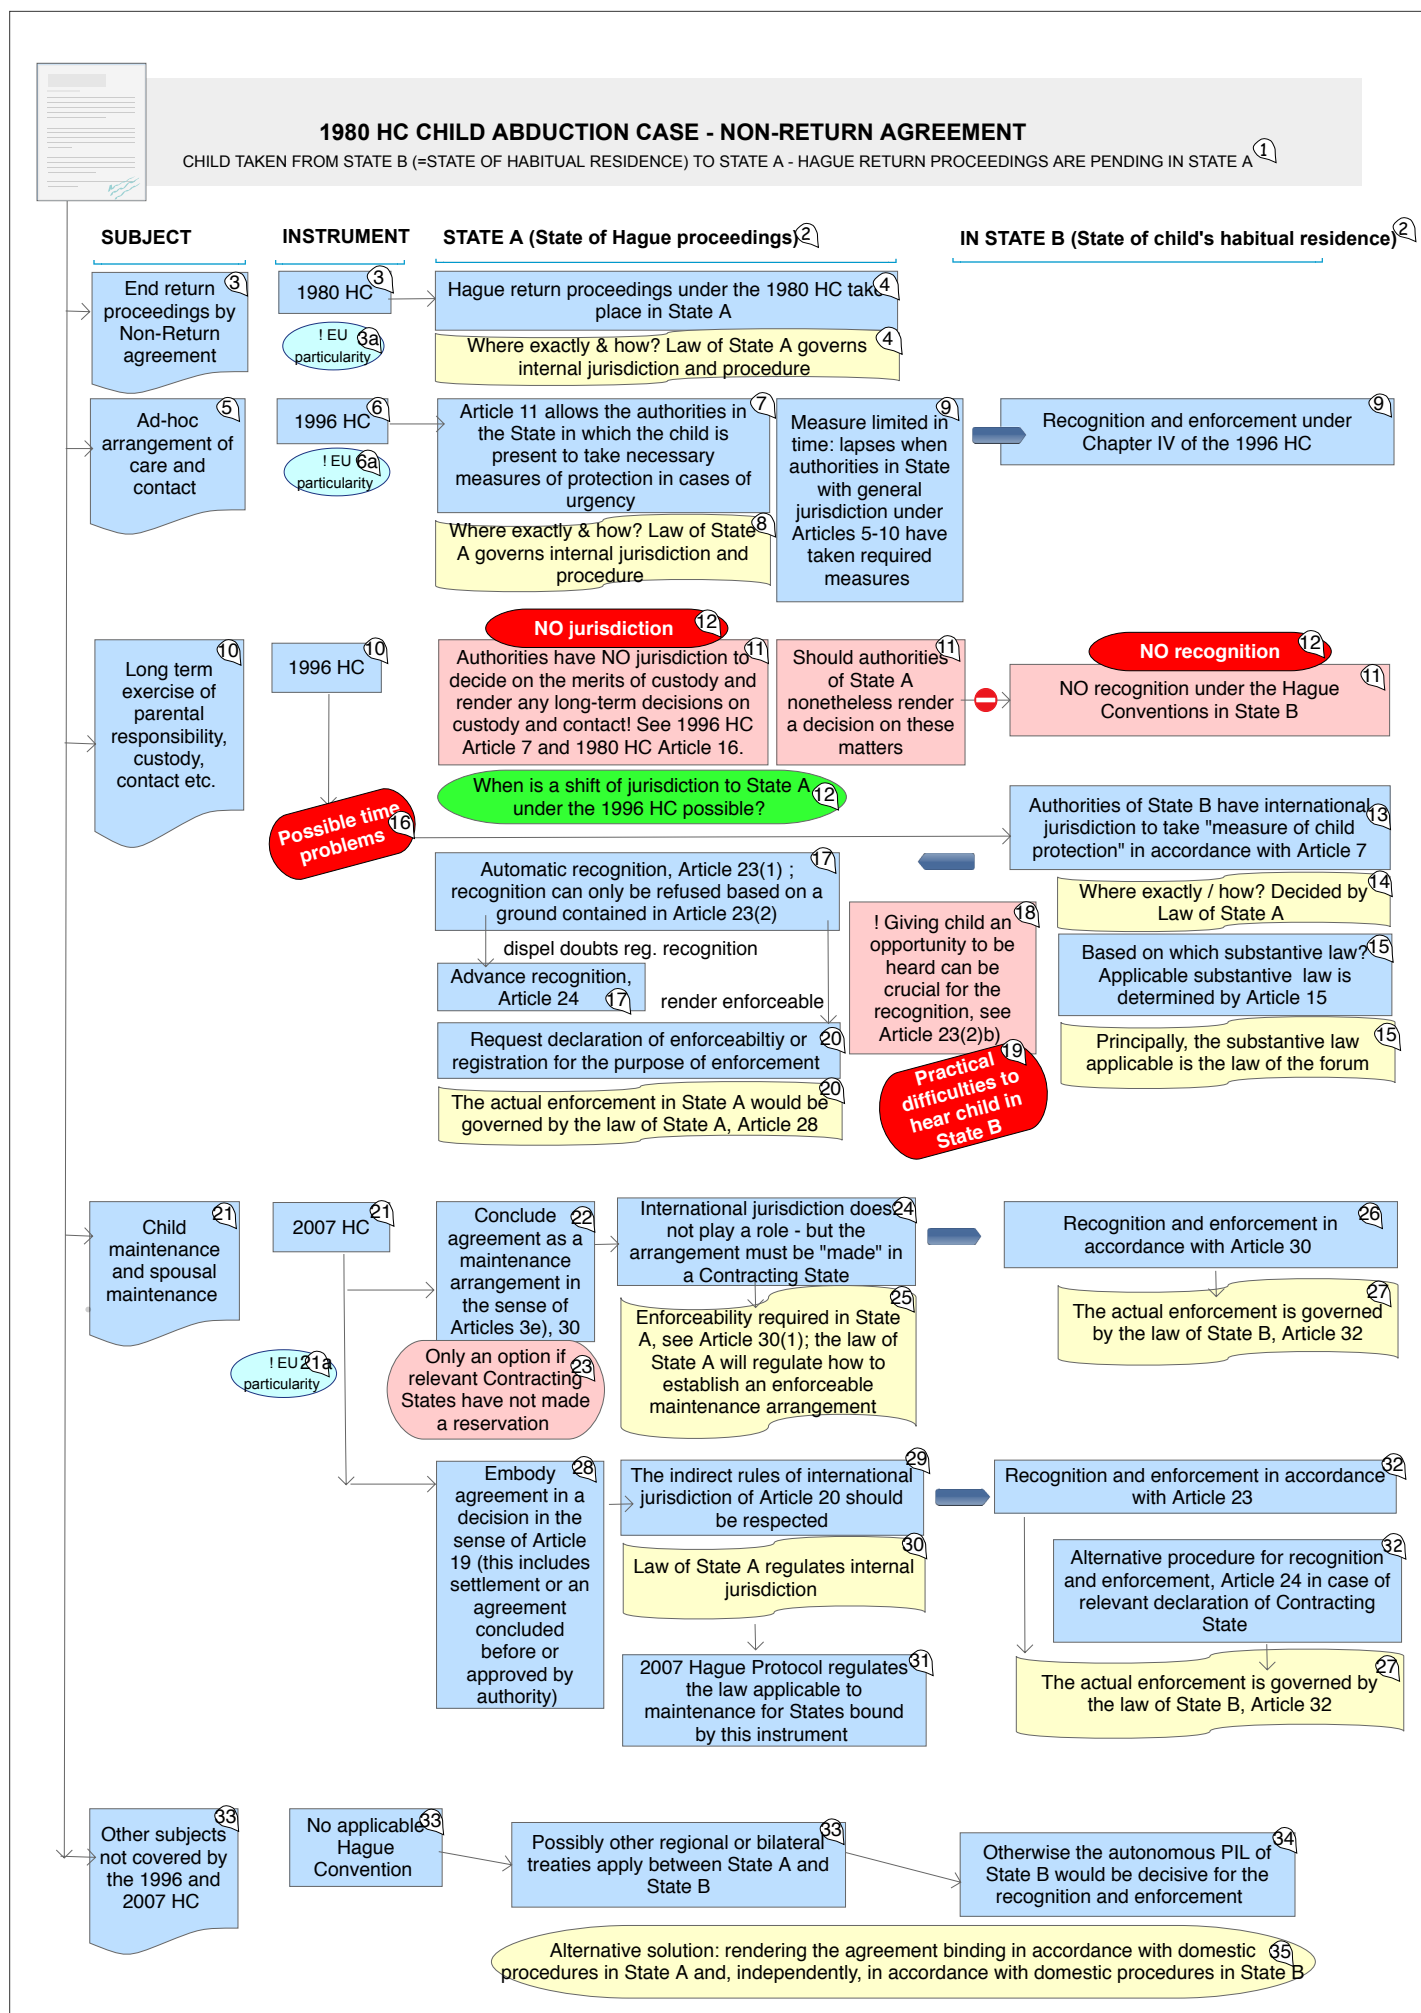 1980 HC CHILD ABDUCTION CASE - NON-RETURN AGREEMENT
CHILD TAKEN FROM STATE B (=STATE OF HABITUAL RESIDENCE) TO STATE A - HAGUE RETURN PROCEEDINGS ARE PENDING IN STATE A 1
SUBJECT
INSTRUMENT
STATE A (State of Hague proceedings) 2
IN STATE B (State of child's habitual residence) 2
End return 3
proceedings by
Non-Return
agreement
1980 HC 3
! EU 3a
particularity
Hague return proceedings under the 1980 HC take 4
place in State A
Where exactly & how? Law of State A governs 4
internal jurisdiction and procedure
Ad-hoc 5
arrangement of
care and
contact
1996 HC 6
! EU 6a
particularity
Article 11 allows the authorities in 7
the State in which the child is
present to take necessary
measures of protection in cases of
urgency
Where exactly & how? Law of State 8
A governs internal jurisdiction and
procedure
Measure limited in 9
time: lapses when
authorities in State
with general
jurisdiction under
Articles 5-10 have
taken required
measures
Recognition and enforcement under 9
Chapter IV of the 1996 HC
Long term 10
exercise of
parental
responsibility,
custody,
contact etc.
1996 HC 10
NO jurisdiction 12
Authorities have NO jurisdiction to 11
decide on the merits of custody and
render any long-term decisions on
custody and contact! See 1996 HC
Article 7 and 1980 HC Article 16.
Should authorities 11
of State A
nonetheless render
a decision on these
matters
NO recognition 12
NO recognition under the Hague 11
Conventions in State B
When is a shift of jurisdiction to State A 12
under the 1996 HC possible?
Possible time 16
problems
Authorities of State B have international 13
jurisdiction to take "measure of child
protection" in accordance with Article 7
Where exactly / how? Decided by 14
Law of State A
Based on which substantive law? 15
Applicable substantive law is
determined by Article 15
Principally, the substantive law 15
applicable is the law of the forum
Automatic recognition, Article 23(1) ; 17
recognition can only be refused based on a
ground contained in Article 23(2)
dispel doubts reg. recognition
Advance recognition,
Article 24 17
render enforceable
Request declaration of enforceabiltiy or 20
registration for the purpose of enforcement
The actual enforcement in State A would be 20
governed by the law of State A, Article 28
! Giving child an 18
opportunity to be
heard can be
crucial for the
recognition, see
Article 23(2)b)
Practical 19
difficulties to
hear child in
State B
Child 21
maintenance
and spousal
maintenance
2007 HC 21
! EU 21a
particularity
Conclude 22
agreement as a
maintenance
arrangement in
the sense of
Articles 3e), 30
Only an option if 23
relevant Contracting
States have not made
a reservation
International jurisdiction does 24
not play a role - but the
arrangement must be "made" in
a Contracting State
Enforceability required in State 25
A, see Article 30(1); the law of
State A will regulate how to
establish an enforceable
maintenance arrangement
Recognition and enforcement in 26
accordance with Article 30
The actual enforcement is governed 27
by the law of State B, Article 32
Embody 28
agreement in a
decision in the
sense of Article
19 (this includes
settlement or an
agreement
concluded
before or
approved by
authority)
The indirect rules of international 29
jurisdiction of Article 20 should
be respected
Law of State A regulates internal 30
jurisdiction
2007 Hague Protocol regulates 31
the law applicable to
maintenance for States bound
by this instrument
Recognition and enforcement in accordance 32
with Article 23
Alternative procedure for recognition 32
and enforcement, Article 24 in case of
relevant declaration of Contracting
State
The actual enforcement is governed by 27
the law of State B, Article 32
Other subjects 33
not covered by
the 1996 and
2007 HC
No applicable 33
Hague
Convention
Possibly other regional or bilateral 33
treaties apply between State A and
State B
Otherwise the autonomous PIL of 34
State B would be decisive for the
recognition and enforcement
Alternative solution: rendering the agreement binding in accordance with domestic 35
procedures in State A and, independently, in accordance with domestic procedures in State B